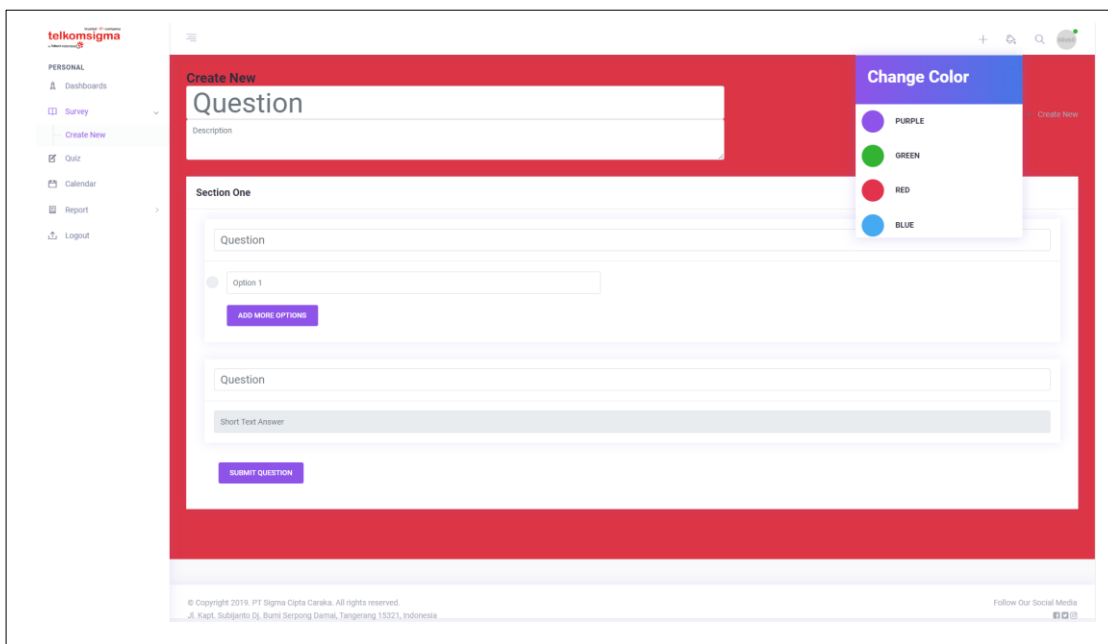 telkomsigma
PERSONAL
Dashboards
Survey
Create New
Quiz
Calendar
Report
Logout
Create New
Question
Description
Create New
Change Color
PURPLE
GREEN
RED
BLUE
Section One
Question
Option 1
ADD MORE OPTIONS
Question
Short Text Answer
SUBMIT QUESTION
© Copyright 2019. PT Sigma Cipta Caraka. All rights reserved.
Jl. Kapt. Subijanto Dj. Bumi Serpong Damai, Tangerang 15321, Indonesia
Follow Our Social Media